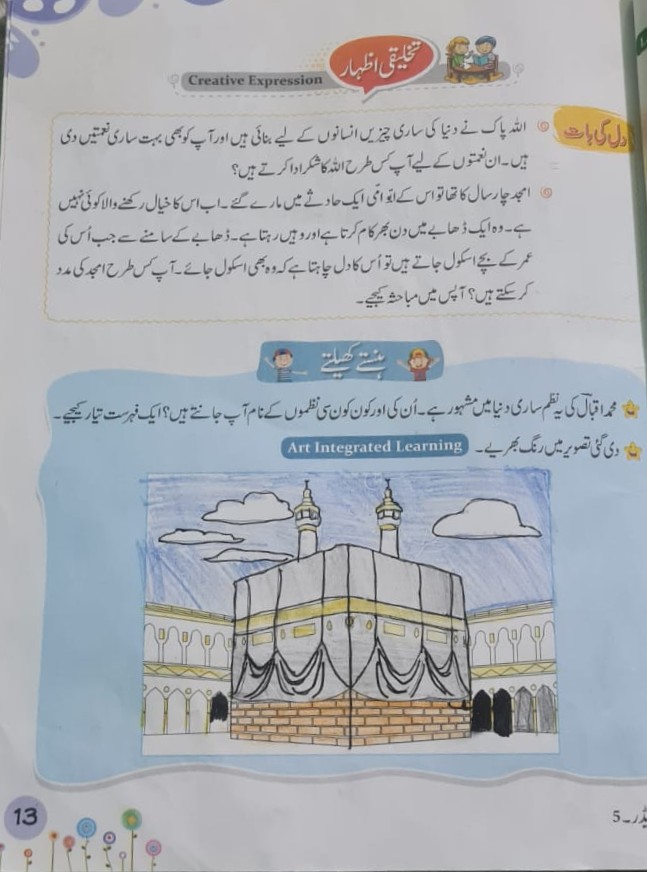 تخلیقی اظہار
Creative Expression
دل کی بات
اللہ پاک نے دنیا کی ساری چیزیں انسانوں کے لیے بنائی ہیں اور آپ کو بھی بہت ساری نعمتیں دی
ہیں۔ ان نعمتوں کے لیے آپ کس طرح اللہ کا شکر ادا کرتے ہیں؟
امجد چار سال کا تھا تو اس کے ابو امّی ایک حادثے میں مارے گئے۔ اب اس کا خیال رکھنے والا کوئی نہیں
ہے۔ وہ ایک ڈھابے میں دن بھر کام کرتا ہے اور وہیں رہتا ہے۔ ڈھابے کے سامنے سے جب اُس کی
عمر کے بچے اسکول جاتے ہیں تو اُس کا دل چاہتا ہے کہ وہ بھی اسکول جائے۔ آپ کس طرح امجد کی مدد
کر سکتے ہیں؟ آپس میں مباحثہ کیجیے۔
ہنستے کھیلتے
محمد اقبال کی یہ نظم ساری دنیا میں مشہور ہے۔ اُن کی اور کون کون سی نظموں کے نام آپ جانتے ہیں؟ ایک فہرست تیار کیجیے۔
دی گئی تصویر میں رنگ بھریے۔ Art Integrated Learning
13
5